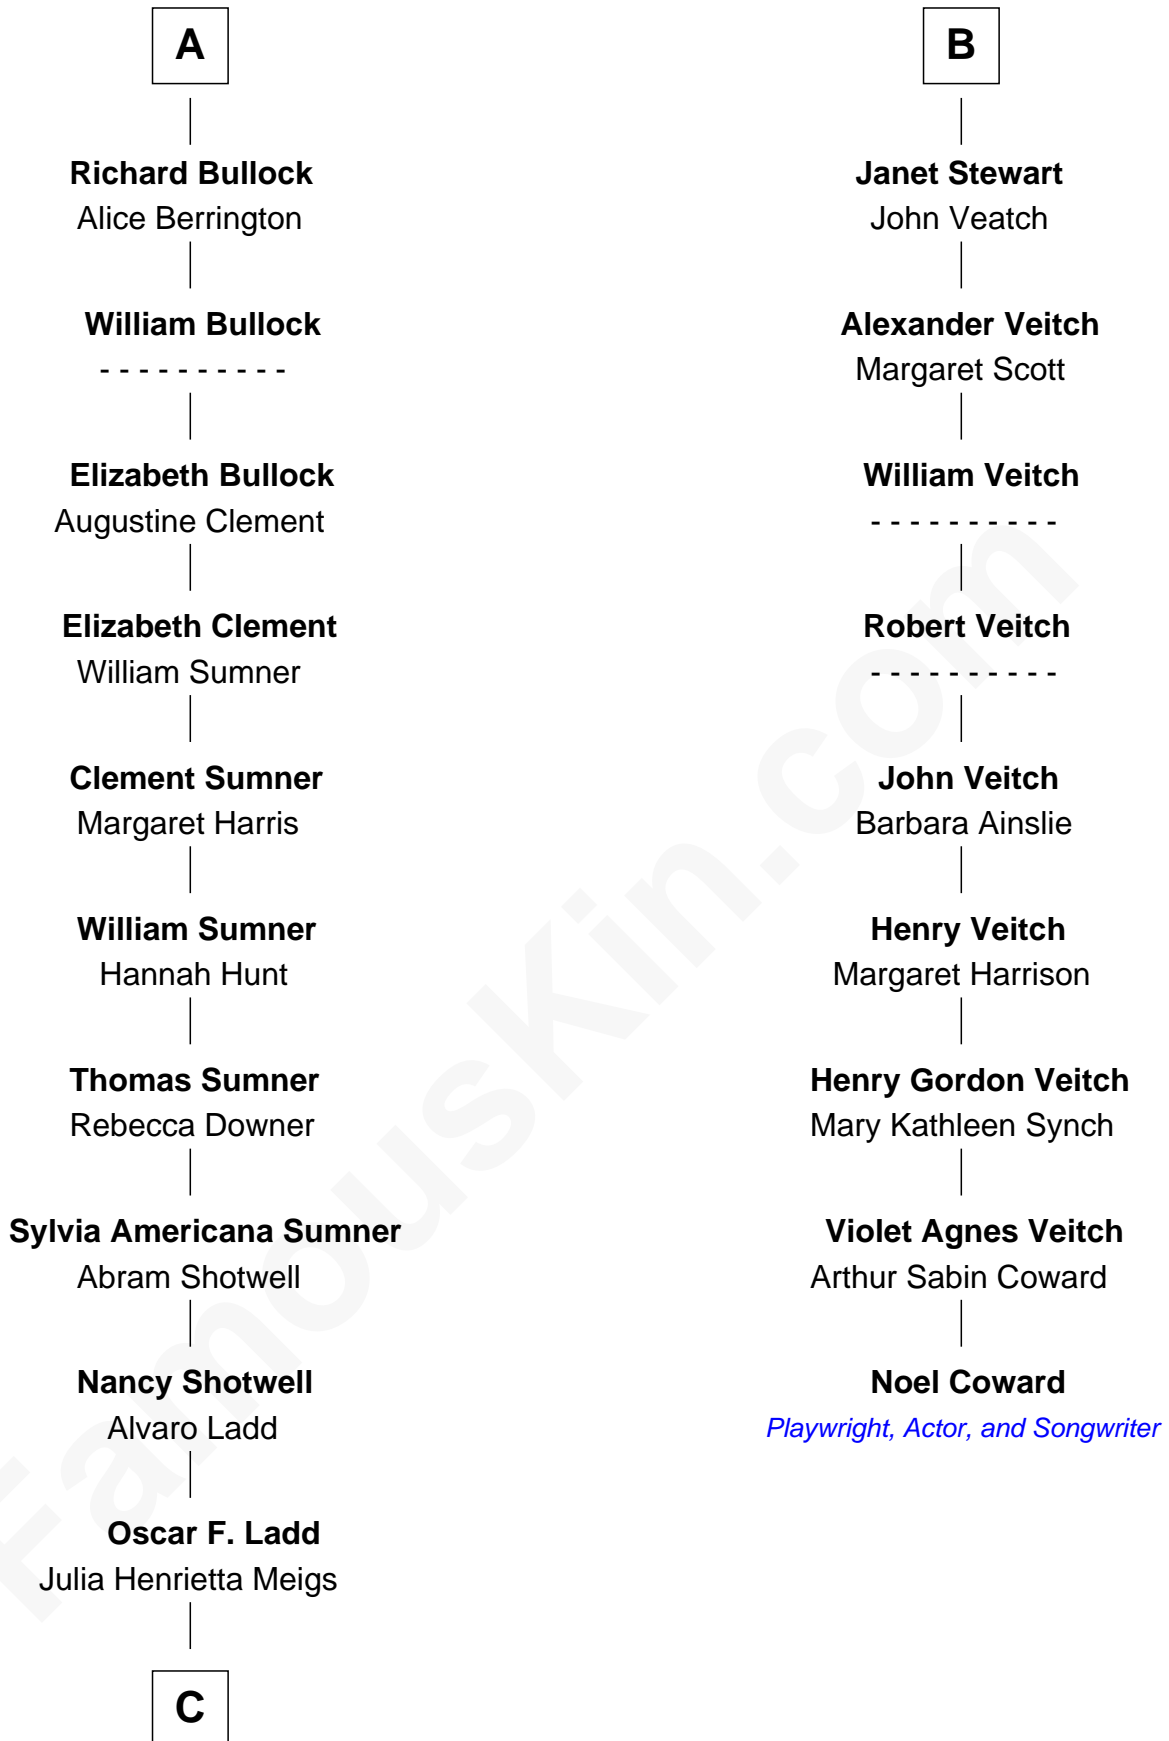 A
Richard Bullock
Alice Berrington
William Bullock
- - - - - - - - - -
Elizabeth Bullock
Augustine Clement
Elizabeth Clement
William Sumner
Clement Sumner
Margaret Harris
William Sumner
Hannah Hunt
Thomas Sumner
Rebecca Downer
Sylvia Americana Sumner
Abram Shotwell
Nancy Shotwell
Alvaro Ladd
Oscar F. Ladd
Julia Henrietta Meigs
C
B
Janet Stewart
John Veatch
Alexander Veitch
Margaret Scott
William Veitch
- - - - - - - - - -
Robert Veitch
- - - - - - - - - -
John Veitch
Barbara Ainslie
Henry Veitch
Margaret Harrison
Henry Gordon Veitch
Mary Kathleen Synch
Violet Agnes Veitch
Arthur Sabin Coward
Noel Coward
Playwright, Actor, and Songwriter
FamousKin.com